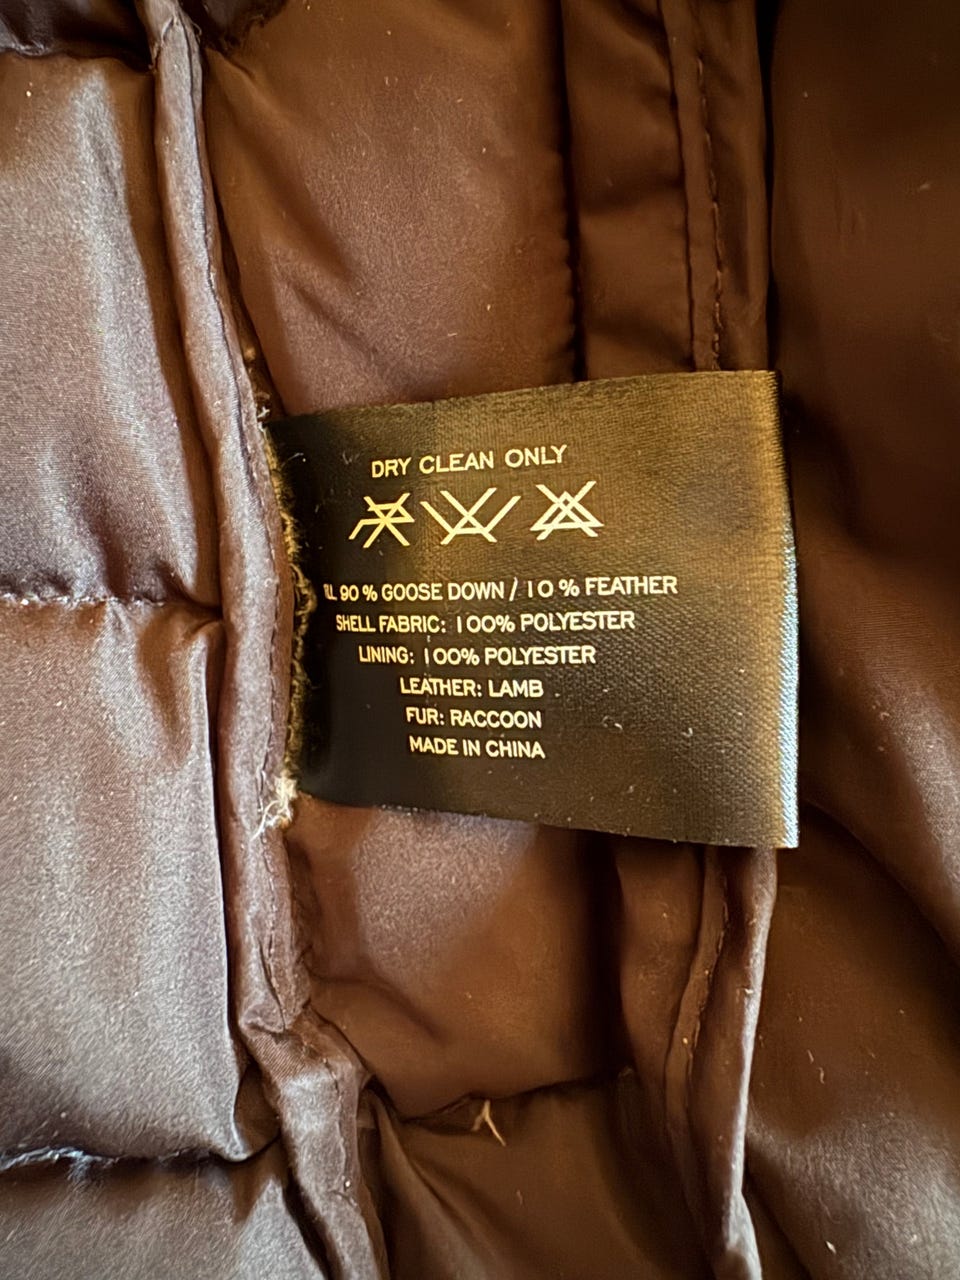 DRY CLEAN ONLY
90 % GOOSE DOWN / 10 % FEATHER
SHELL FABRIC: 100% POLYESTER
LINING: 100% POLYESTER
LEATHER: LAMB
FUR: RACCOON
MADE IN CHINA